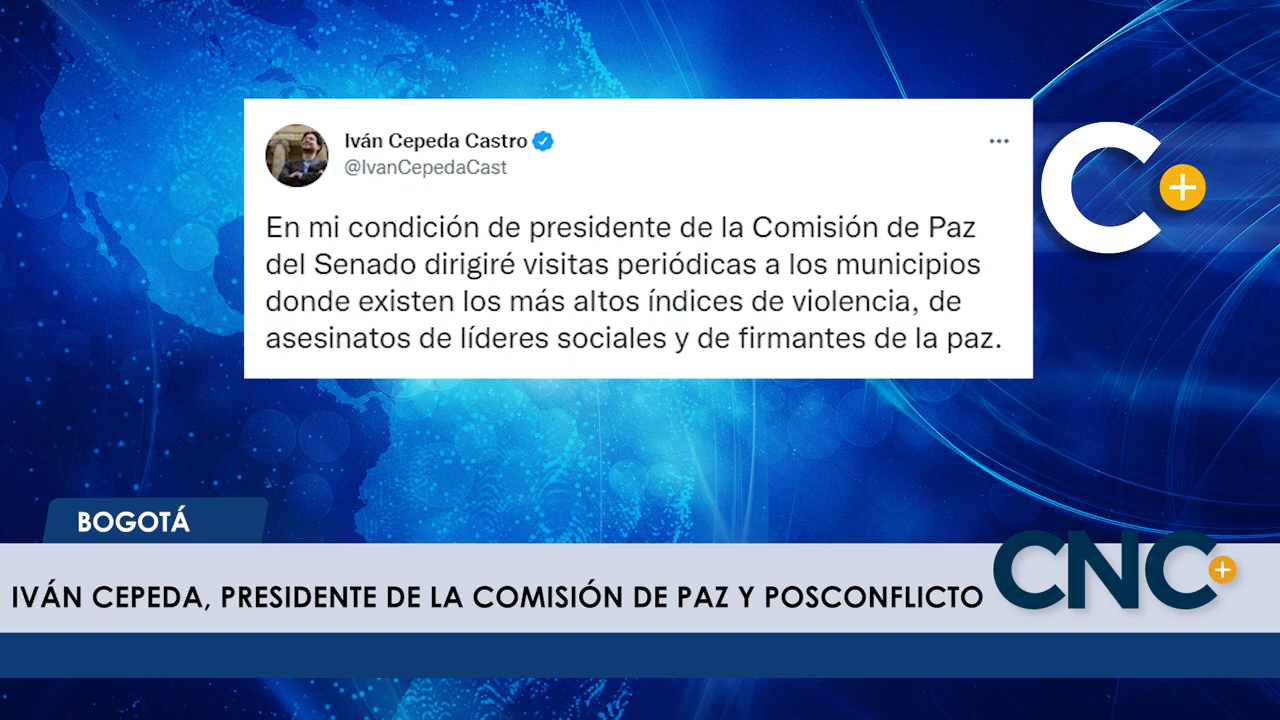 Iván Cepeda Castro
@IvanCepedaCast
En mi condición de presidente de la Comisión de Paz
del Senado dirigiré visitas periódicas a los municipios
donde existen los más altos índices de violencia, de
asesinatos de líderes sociales y de firmantes de la paz.
C+
BOGOTÁ
IVÁN CEPEDA, PRESIDENTE DE LA COMISIÓN DE PAZ Y POSCONFLICTO
CNC+